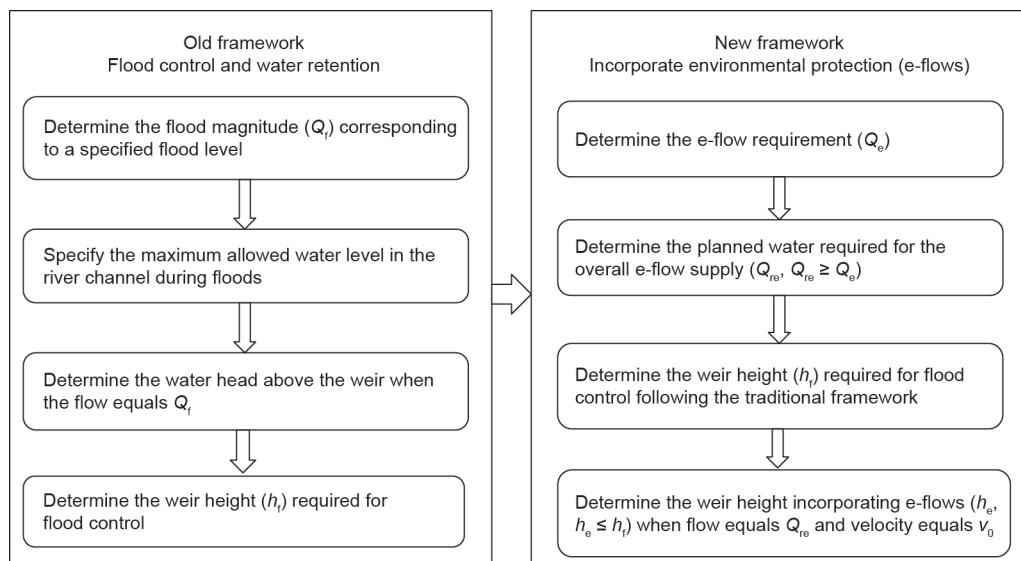 Old framework
Flood control and water retention
Determine the flood magnitude (Qf) corresponding
to a specified flood level
Specify the maximum allowed water level in the
river channel during floods
Determine the water head above the weir when
the flow equals Qf
Determine the weir height (hf) required for
flood control
New framework
Incorporate environmental protection (e-flows)
Determine the e-flow requirement (Qe)
Determine the planned water required for the
overall e-flow supply (Qre, Qre ≥ Qe)
Determine the weir height (hf) required for flood
control following the traditional framework
Determine the weir height incorporating e-flows (he,
he ≤ hf) when flow equals Qre and velocity equals v0